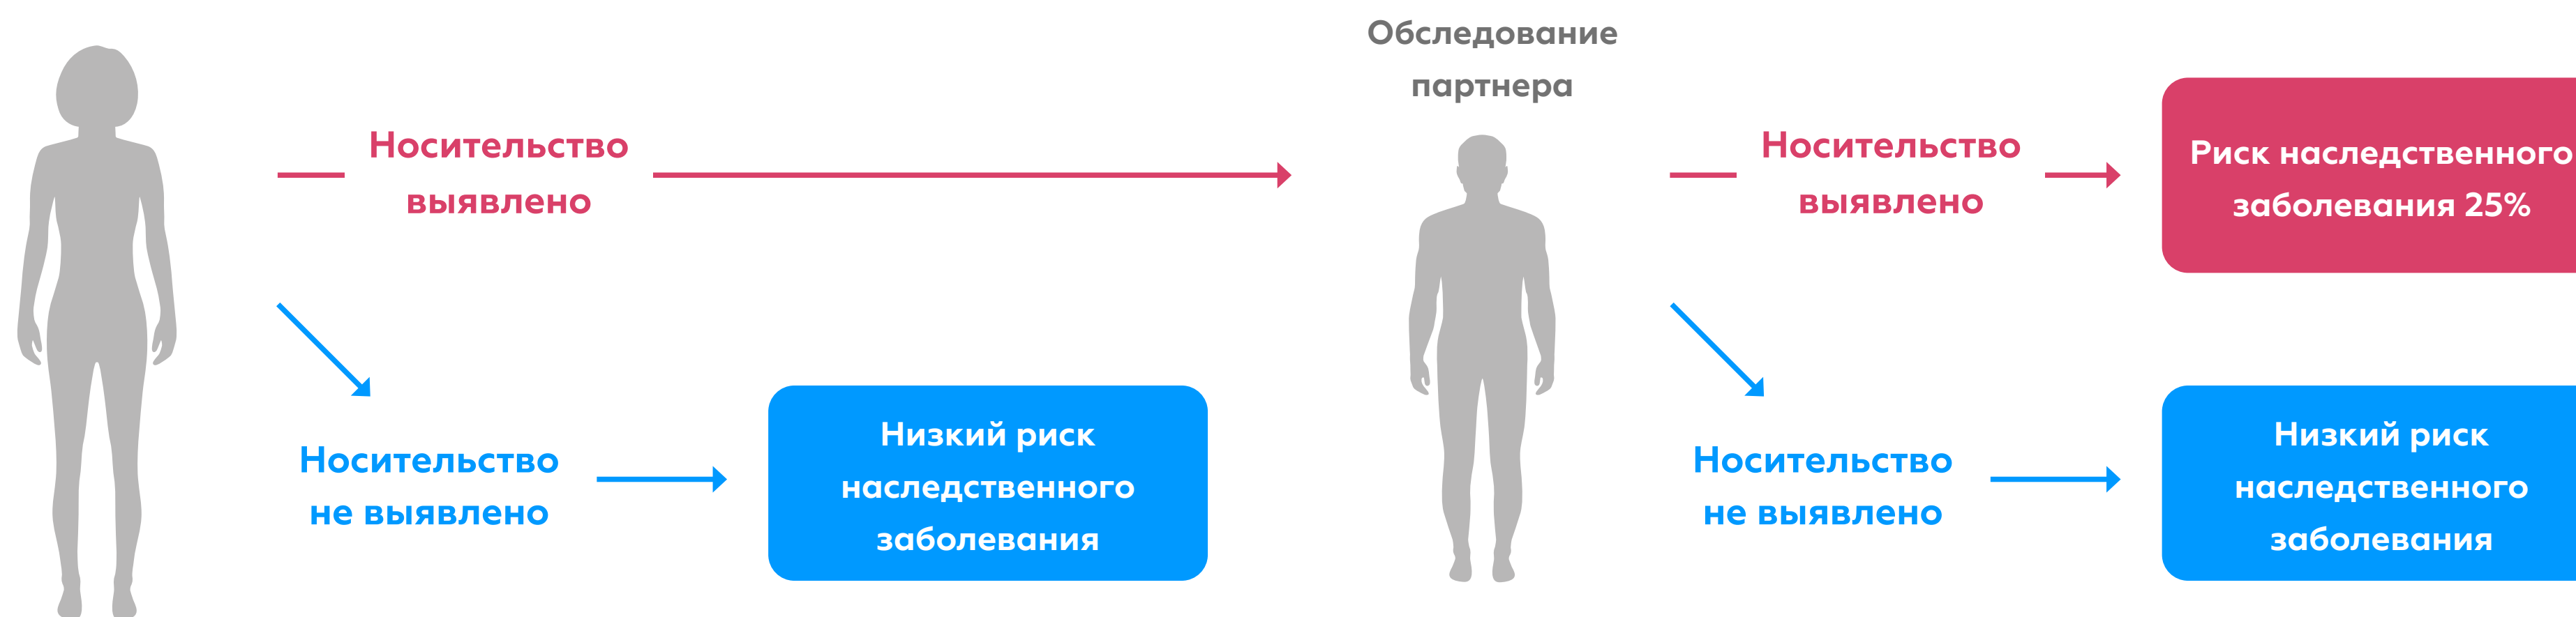 Обследование
партнера
Носительство
выявлено
Носительство
выявлено
Риск наследственного
заболевания 25%
Носительство
не выявлено
Низкий риск
наследственного
заболевания
Носительство
не выявлено
Низкий риск
наследственного
заболевания